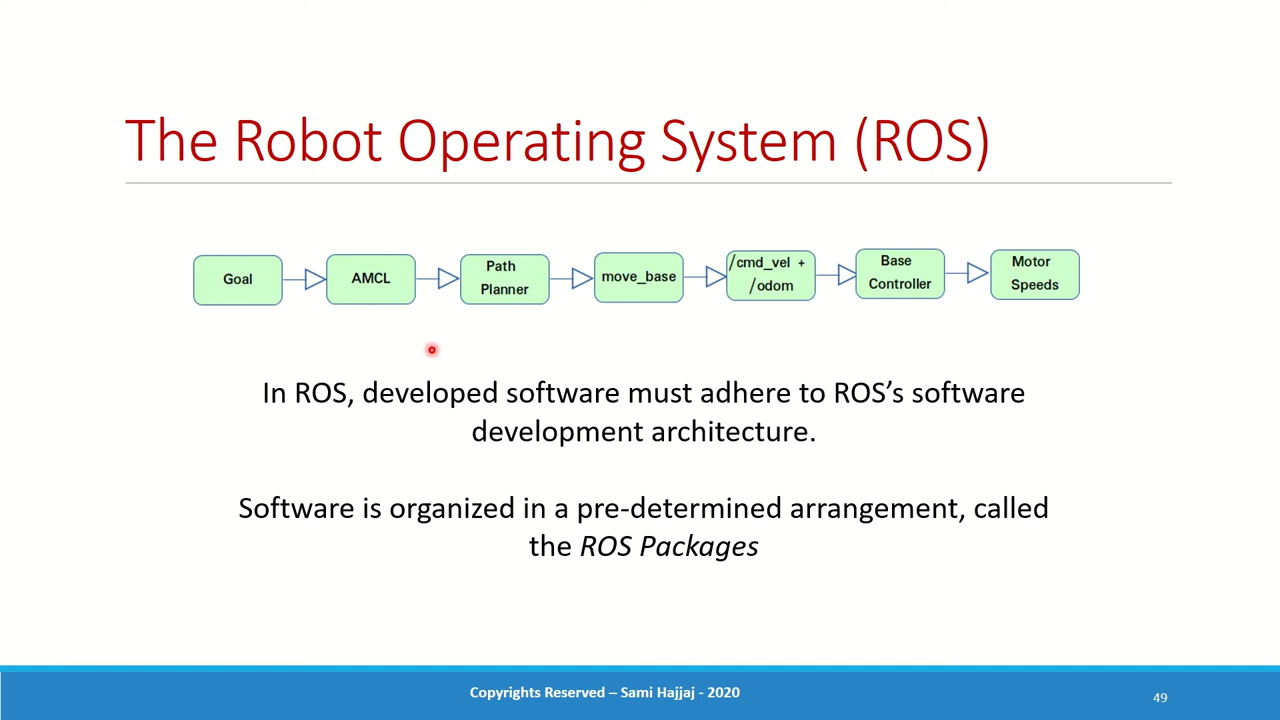 The Robot Operating System (ROS)
Goal
AMCL
Path
Planner
move_base
/cmd_vel +
/odom
Base
Controller
Motor
Speeds
In ROS, developed software must adhere to ROS’s software
development architecture.
Software is organized in a pre-determined arrangement, called
the ROS Packages
Copyrights Reserved – Sami Hajjaj - 2020
49